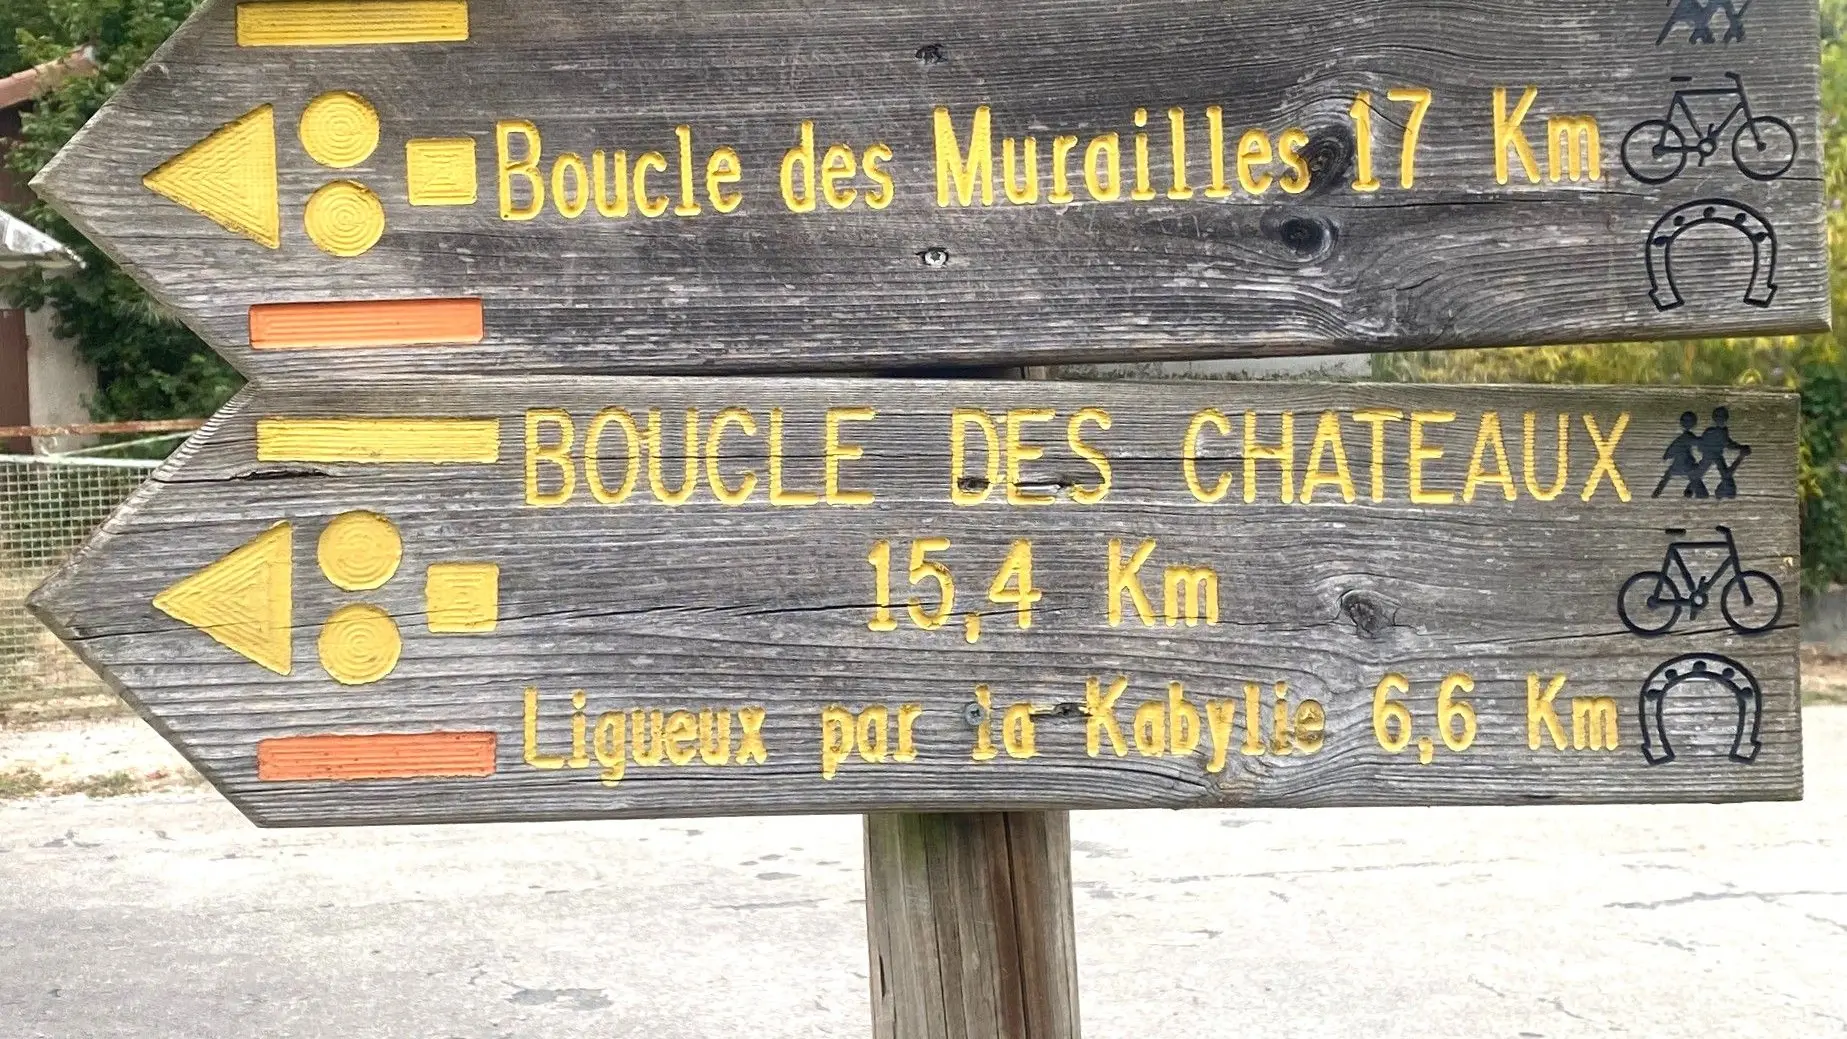 Boucle des Murailles 17 Km
BOUCLE DES CHATEAUX
15,4 Km
Ligueux par la Kabylie 6,6 Km